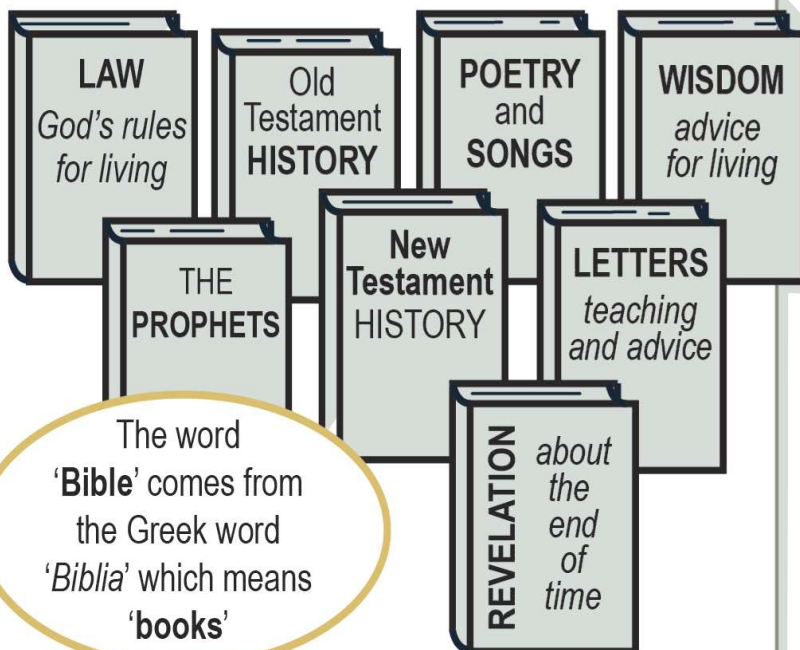 LAW
God's rules
for living
Old
Testament
HISTORY
POETRY
and
SONGS
WISDOM
advice
for living
THE
PROPHETS
New
Testament
HISTORY
LETTERS
teaching
and advice
REVELATION
about
the
end
of
time
The word
‘Bible’ comes from
the Greek word
‘Biblia’ which means
‘books’